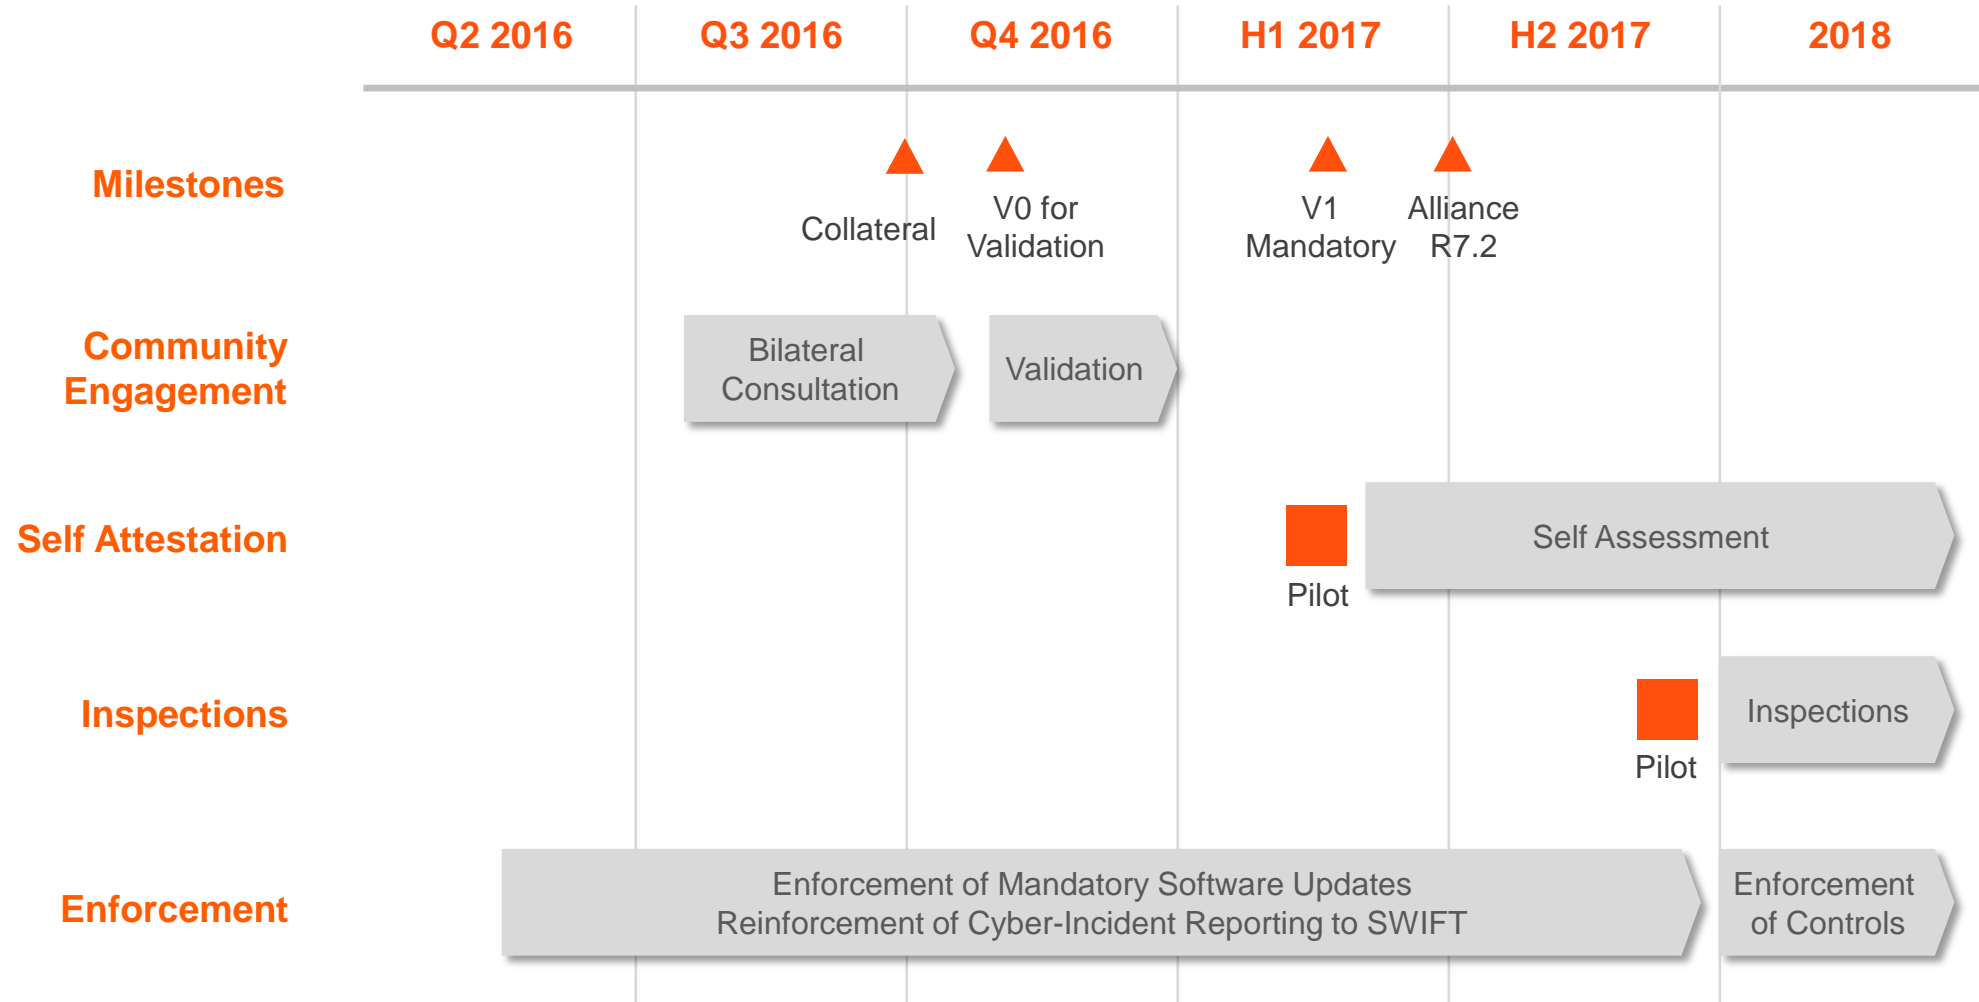 Q2 2016
Q3 2016
Q4 2016
H1 2017
H2 2017
2018
Milestones
Collateral
V0 for
Validation
V1
Mandatory
Alliance
R7.2
Community
Engagement
Bilateral
Consultation
Validation
Self Attestation
Pilot
Self Assessment
Inspections
Pilot
Inspections
Enforcement
Enforcement of Mandatory Software Updates
Reinforcement of Cyber-Incident Reporting to SWIFT
Enforcement
of Controls